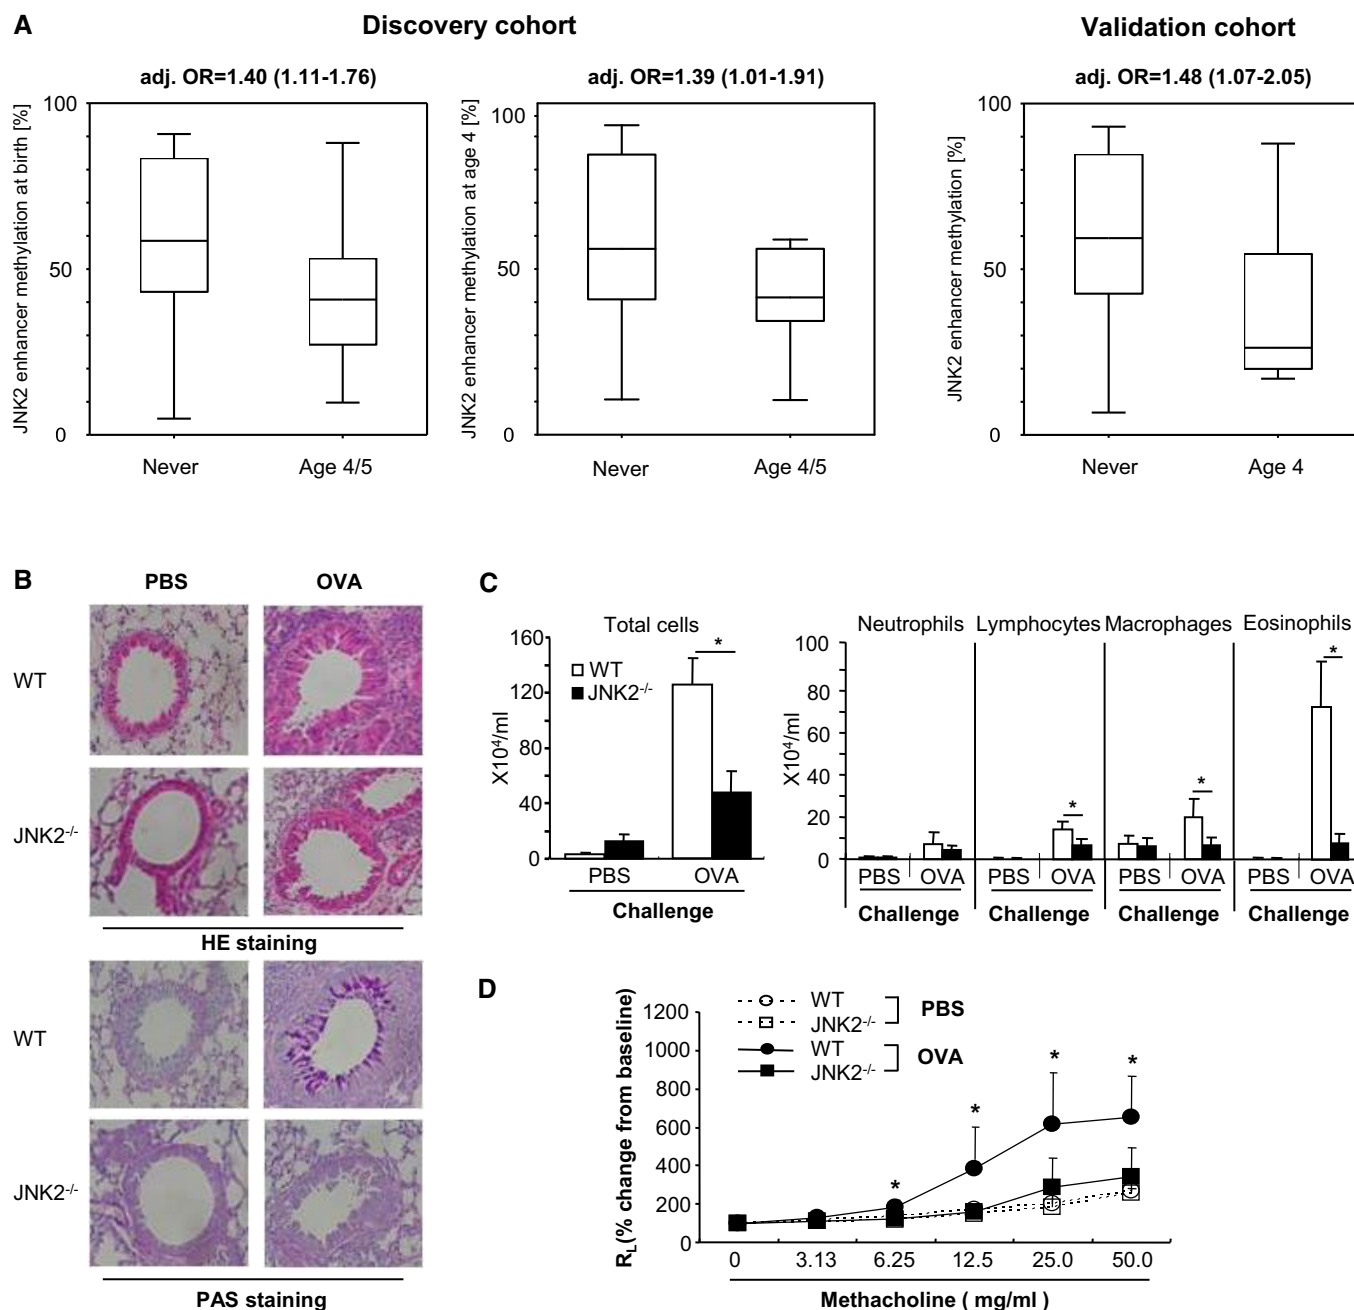 A
Discovery cohort
Validation cohort
adj. OR=1.40 (1.11-1.76)
adj. OR=1.39 (1.01-1.91)
adj. OR=1.48 (1.07-2.05)
JNK2 enhancer methylation at birth [%]
100
50
0
Never
Age 4/5
JNK2 enhancer methylation at age 4 [%]
100
50
0
Never
Age 4/5
JNK2 enhancer methylation [%]
100
50
0
Never
Age 4
B
PBS
OVA
WT
JNK2-/-
HE staining
WT
JNK2-/-
PAS staining
C
Total cells
X10⁴/ml
160
120
80
40
0
WT
JNK2-/-
*
PBS
OVA
Challenge
Neutrophils
Lymphocytes
Macrophages
Eosinophils
X10⁴/ml
100
80
60
40
20
0
*
*
*
PBS OVA
PBS OVA
PBS OVA
PBS OVA
Challenge
Challenge
Challenge
Challenge
D
RL(% change from baseline)
1200
1000
800
600
400
200
0
WT
JNK2-/-
PBS
WT
JNK2-/-
OVA
*
*
*
*
0
3.13
6.25
12.5
25.0
50.0
Methacholine ( mg/ml )